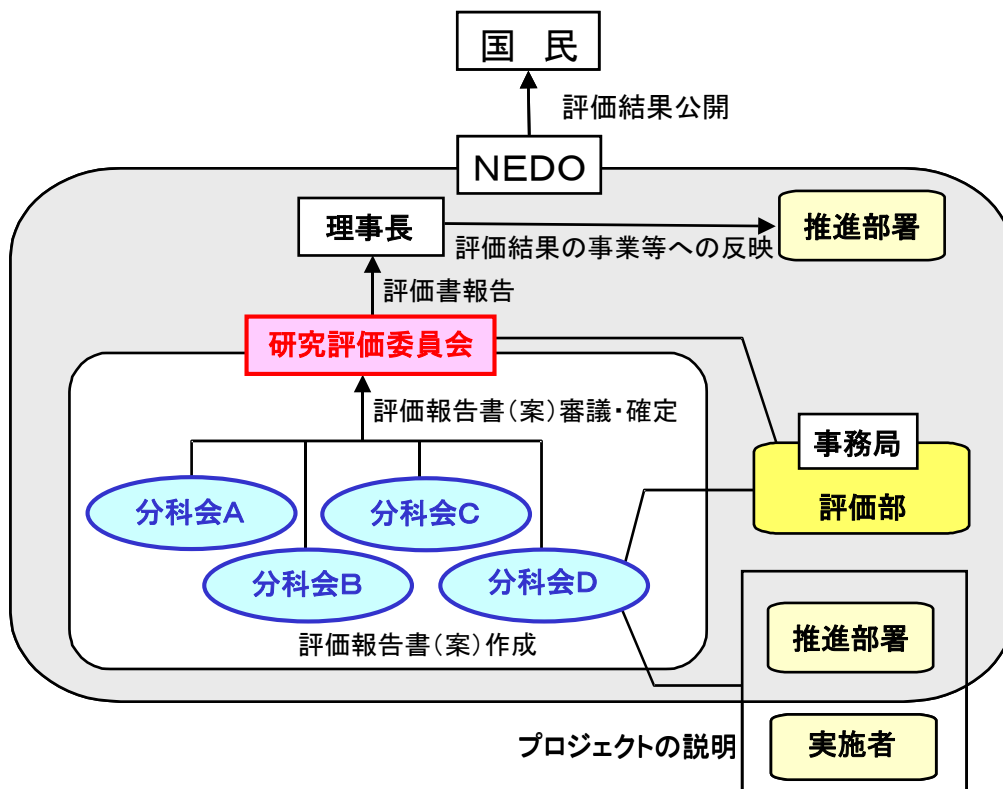 国　民
評価結果公開
NEDO
理事長
推進部署
評価結果の事業等への反映
評価書報告
研究評価委員会
評価報告書(案)審議・確定
事務局
評価部
分科会A
分科会C
分科会B
分科会D
評価報告書(案)作成
推進部署
プロジェクトの説明
実施者